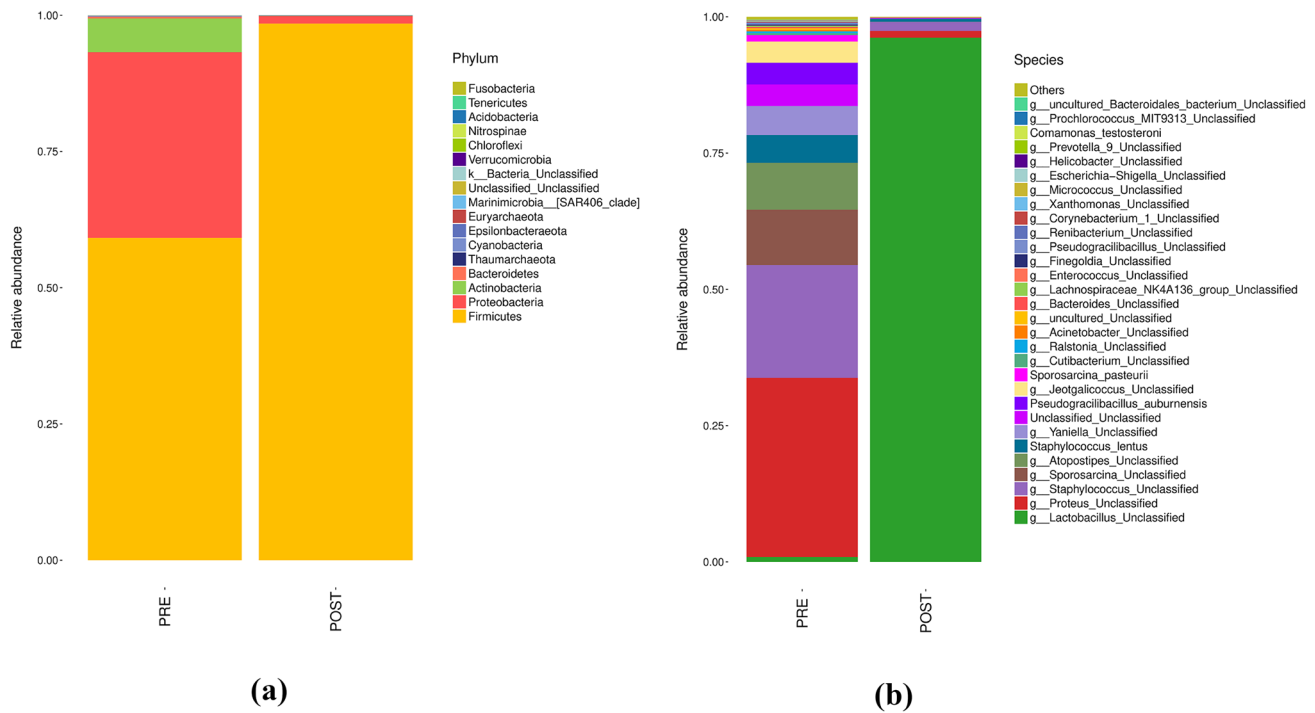 Relative abundance
1.00
0.75
0.50
0.25
0.00
PRE
POST
Phylum
Fusobacteria
Tenericutes
Acidobacteria
Nitrospinae
Chloroflexi
Verrucomicrobia
k__Bacteria_Unclassified
Unclassified_Unclassified
Marinimicrobia__[SAR406_clade]
Euryarchaeota
Epsilonbacteraeota
Cyanobacteria
Thaumarchaeota
Bacteroidetes
Actinobacteria
Proteobacteria
Firmicutes
(a)
Relative abundance
1.00
0.75
0.50
0.25
0.00
PRE
POST
Species
Others
g__uncultured_Bacteroidales_bacterium_Unclassified
g__Prochlorococcus_MIT9313_Unclassified
Comamonas_testosteroni
g__Prevotella_9_Unclassified
g__Helicobacter_Unclassified
g__Escherichia-Shigella_Unclassified
g__Micrococcus_Unclassified
g__Xanthomonas_Unclassified
g__Corynebacterium_1_Unclassified
g__Renibacterium_Unclassified
g__Pseudogracilibacillus_Unclassified
g__Finegoldia_Unclassified
g__Enterococcus_Unclassified
g__Lachnospiraceae_NK4A136_group_Unclassified
g__Bacteroides_Unclassified
g__uncultured_Unclassified
g__Acinetobacter_Unclassified
g__Ralstonia_Unclassified
g__Cutibacterium_Unclassified
Sporosarcina_pasteurii
g__Jeotgalicoccus_Unclassified
Pseudogracilibacillus_auburnensis
Unclassified_Unclassified
g__Yaniella_Unclassified
Staphylococcus_lentus
g__Atopostipes_Unclassified
g__Sporosarcina_Unclassified
g__Staphylococcus_Unclassified
g__Proteus_Unclassified
g__Lactobacillus_Unclassified
(b)